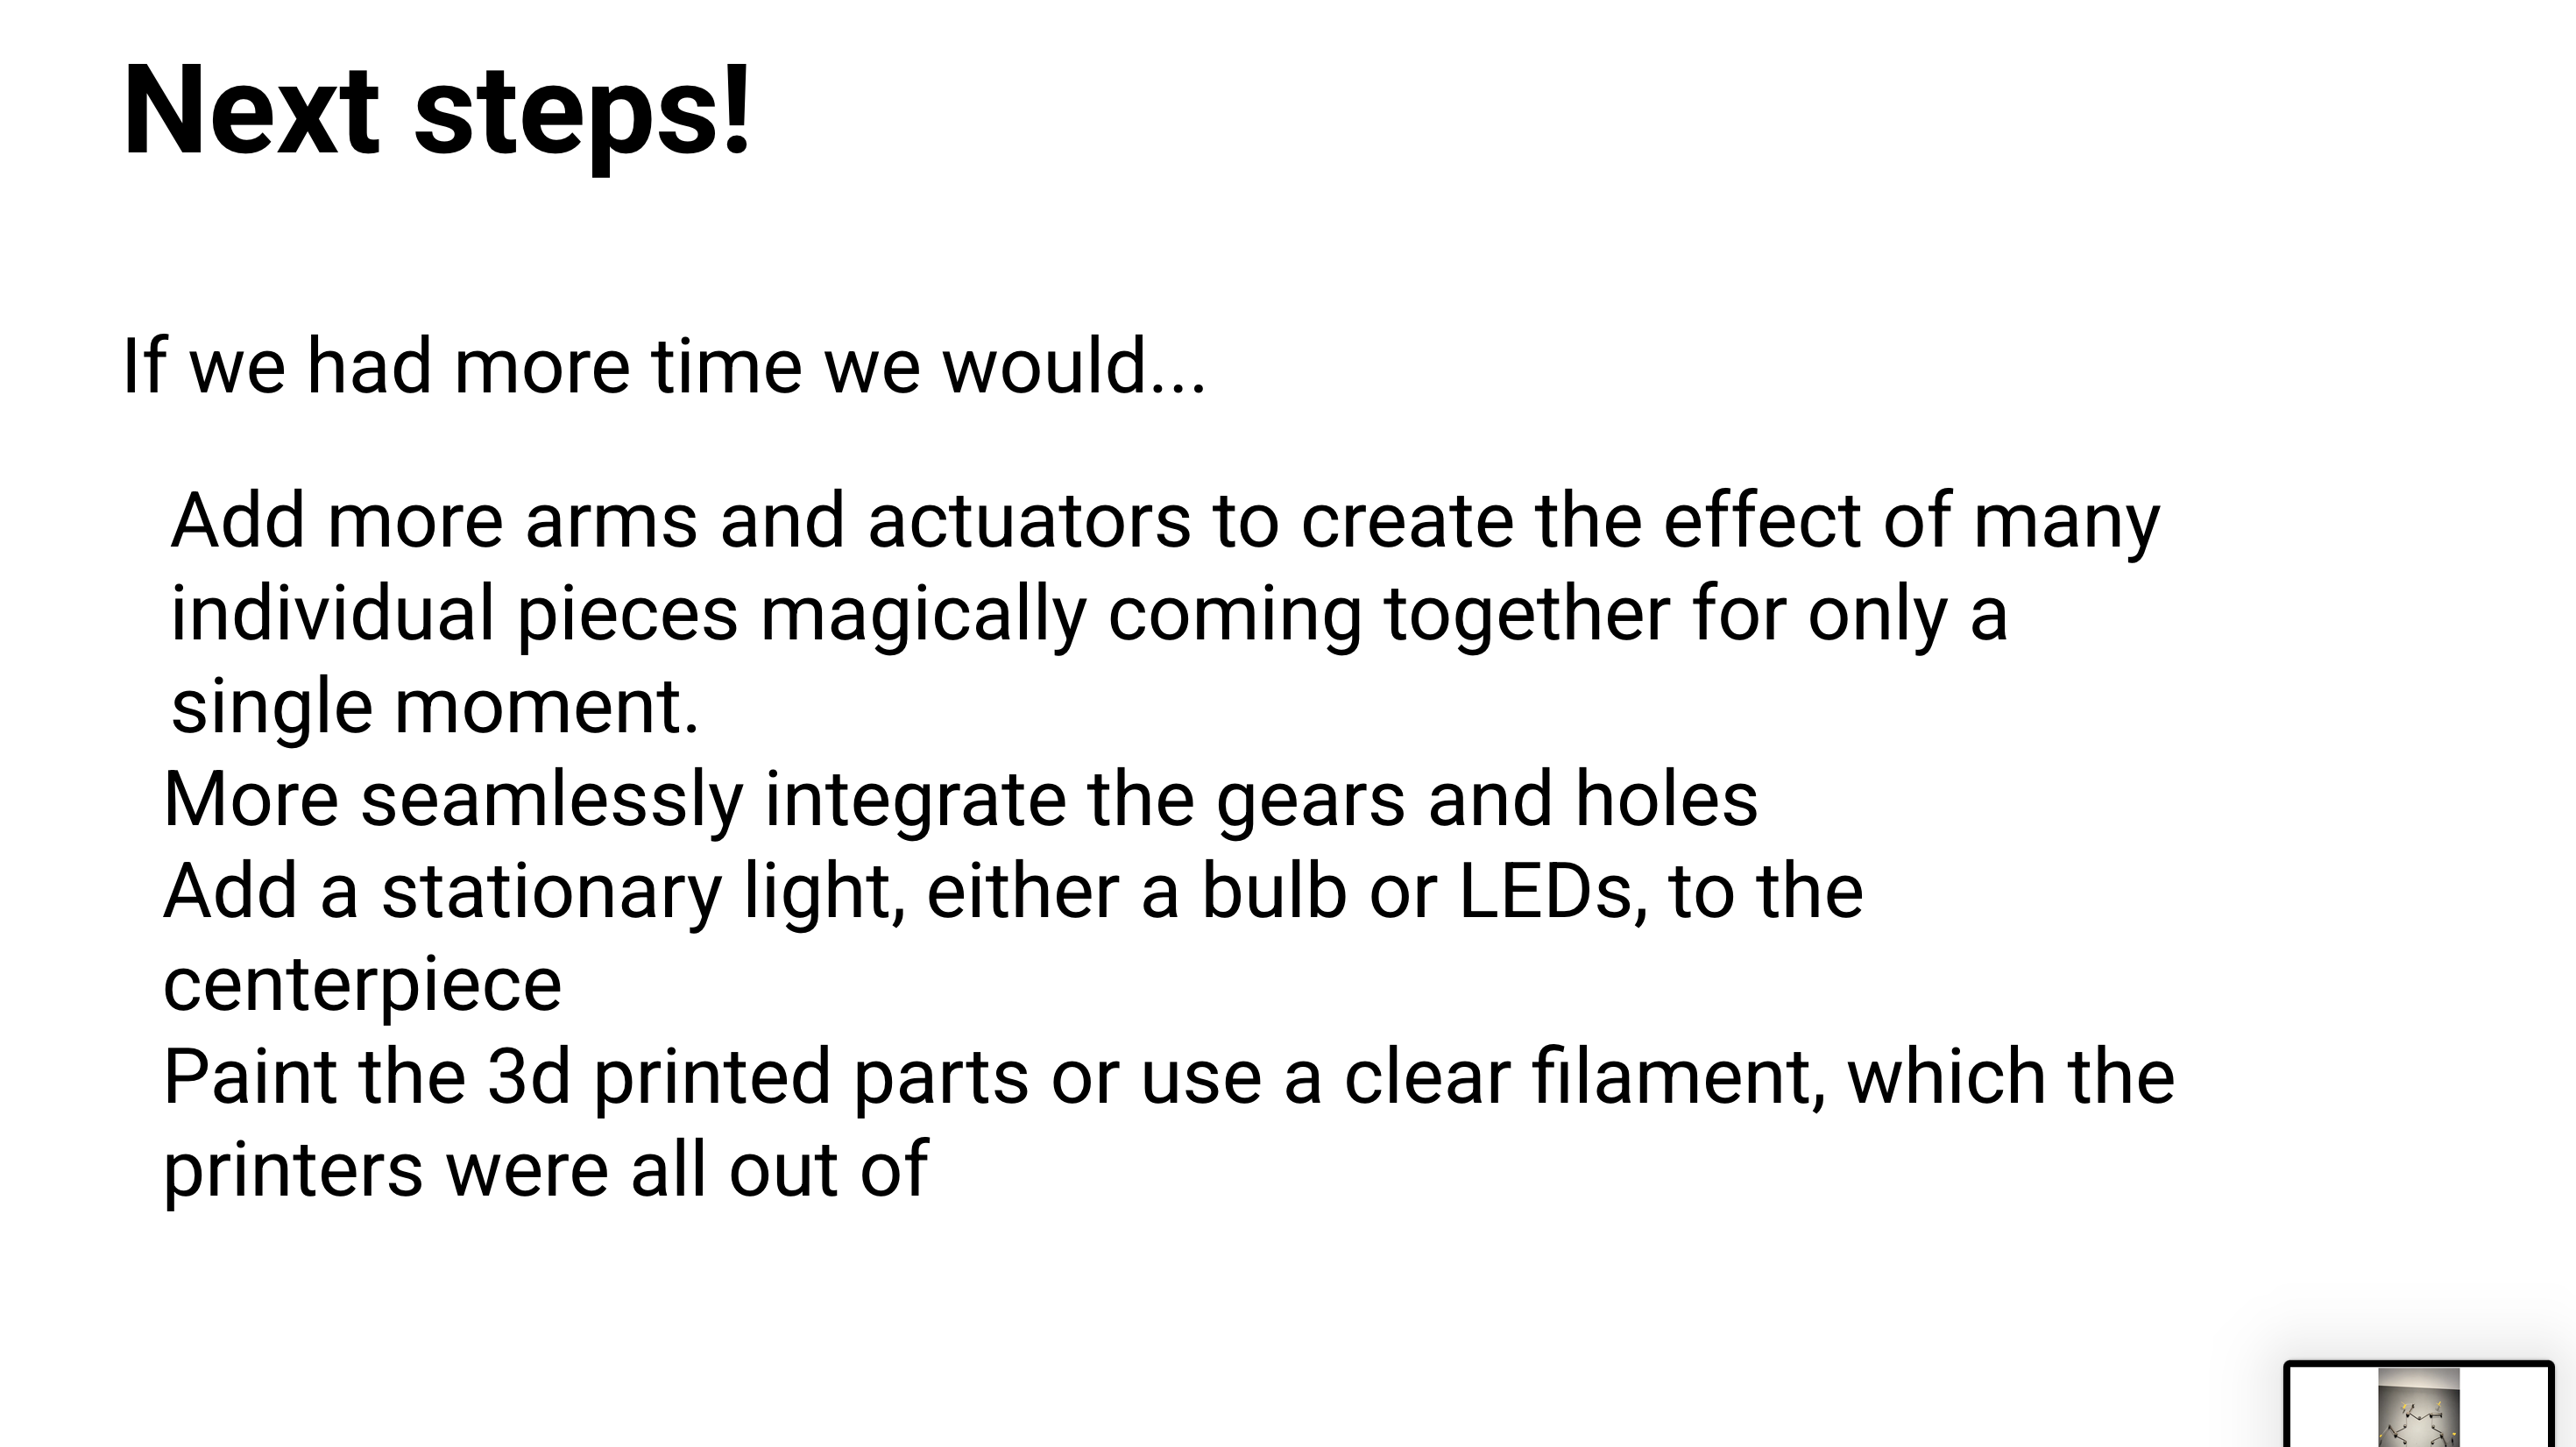 Next steps!
If we had more time we would...
Add more arms and actuators to create the effect of many
individual pieces magically coming together for only a
single moment.
More seamlessly integrate the gears and holes
Add a stationary light, either a bulb or LEDs, to the
centerpiece
Paint the 3d printed parts or use a clear filament, which the
printers were all out of